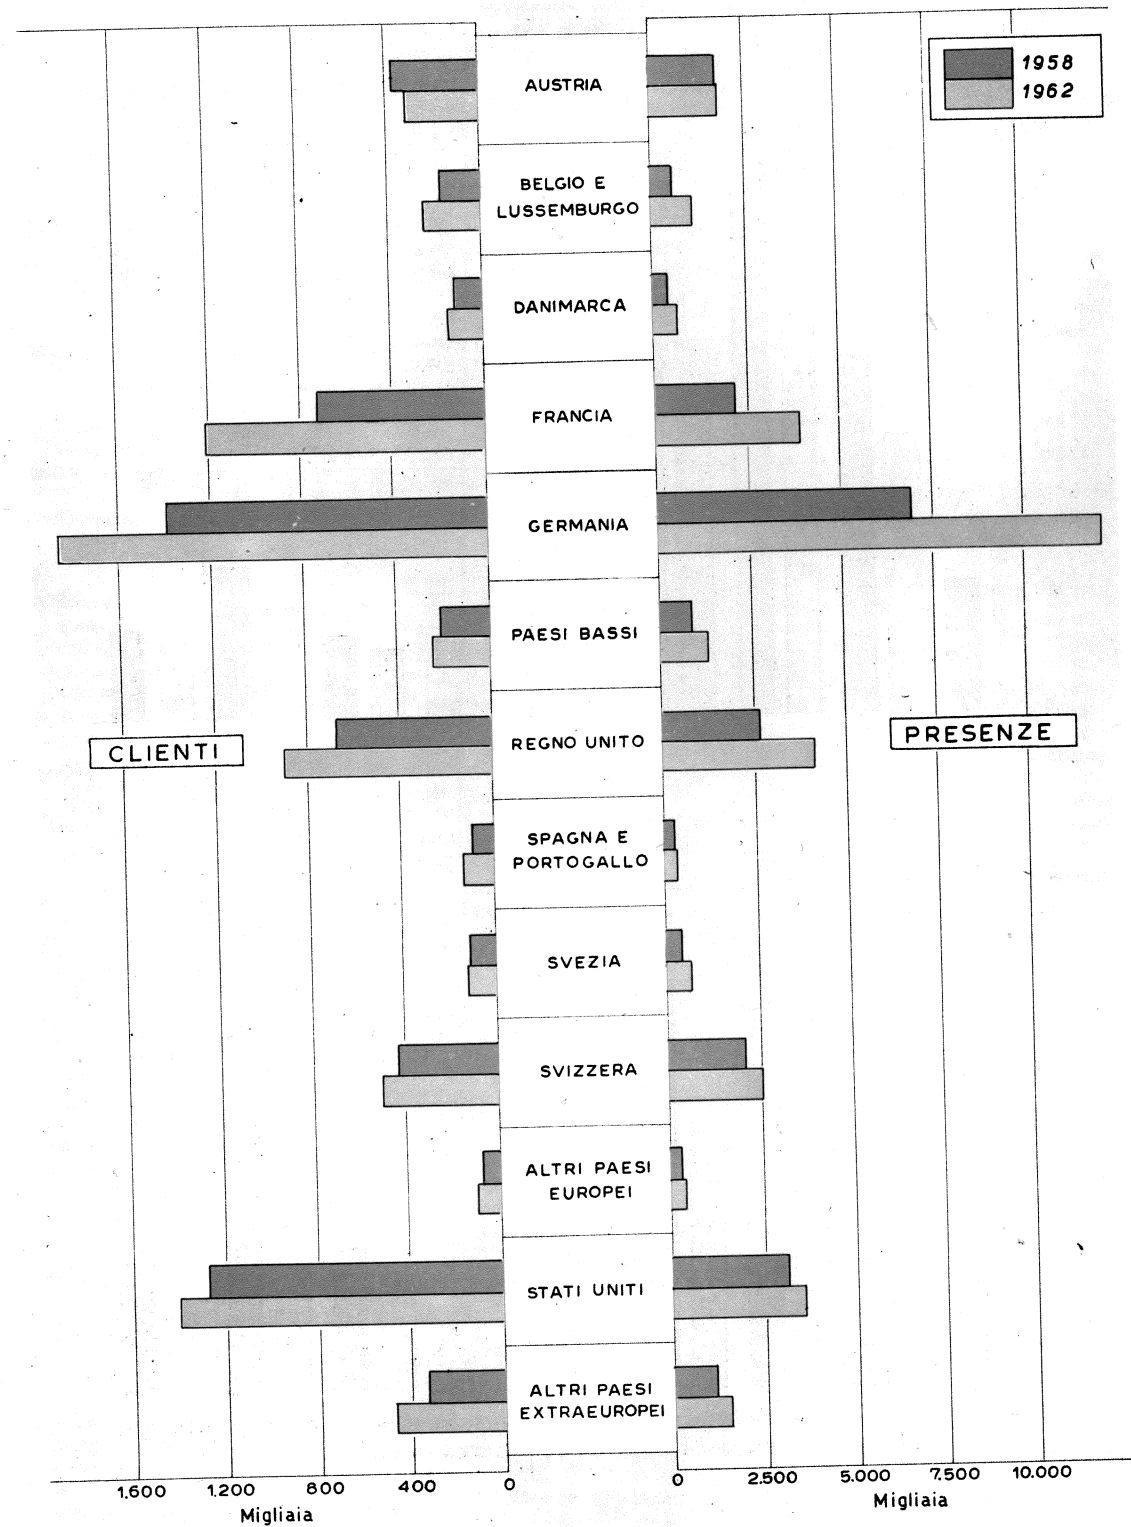 1958
1962
AUSTRIA
BELGIO E
LUSSEMBURGO
DANIMARCA
FRANCIA
GERMANIA
PAESI BASSI
REGNO UNITO
CLIENTI
PRESENZE
SPAGNA E
PORTOGALLO
SVEZIA
SVIZZERA
ALTRI PAESI
EUROPEI
STATI UNITI
ALTRI PAESI
EXTRAEUROPEI
1.600 1.200 800 400 0 0 2.500 5.000 7.500 10.000
Migliaia Migliaia